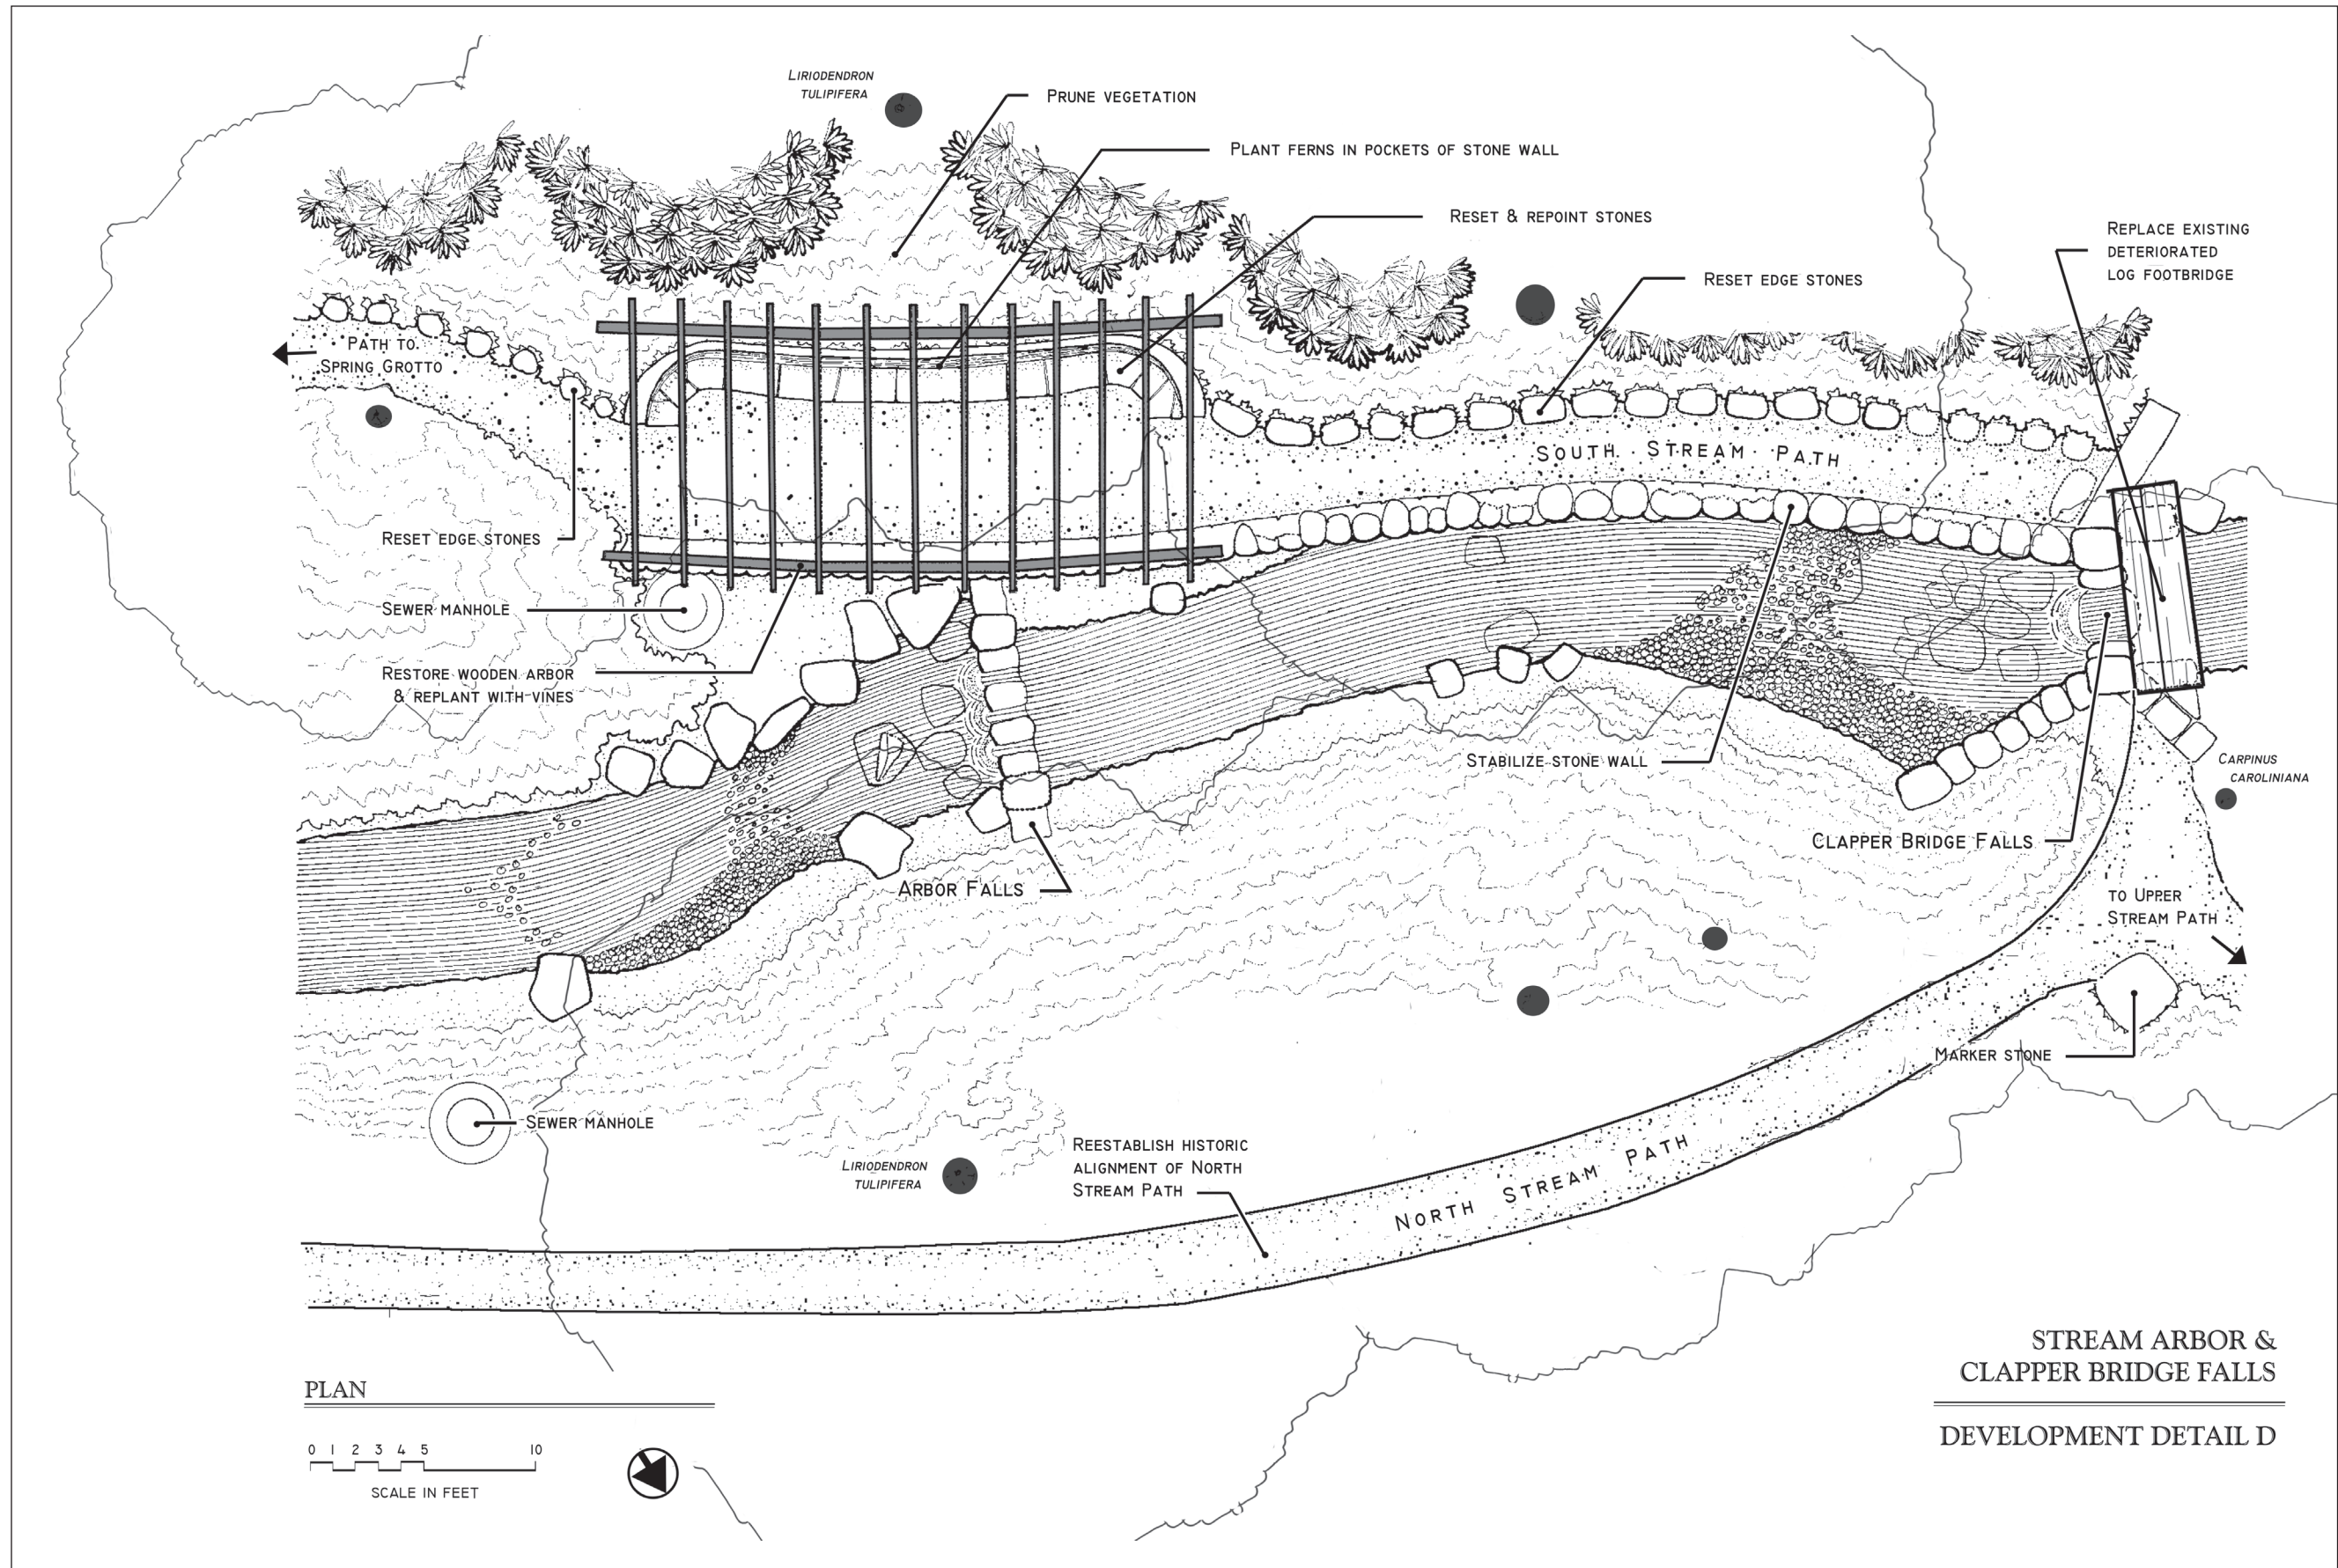 Liriodendron
tulipifera
Prune vegetation
Plant ferns in pockets of stone wall
Reset & repoint stones
Replace existing
deteriorated
log footbridge
Reset edge stones
Path to
Spring Grotto
South Stream Path
Reset edge stones
Sewer manhole
Restore wooden arbor
& replant with vines
Stabilize stone wall
Carpinus
caroliniana
Clapper Bridge Falls
Arbor Falls
to Upper
Stream Path
Marker stone
Sewer manhole
Liriodendron
tulipifera
Reestablish historic
alignment of North
Stream Path
North Stream Path
STREAM ARBOR &
CLAPPER BRIDGE FALLS
DEVELOPMENT DETAIL D
PLAN
0 1 2 3 4 5 10
SCALE IN FEET